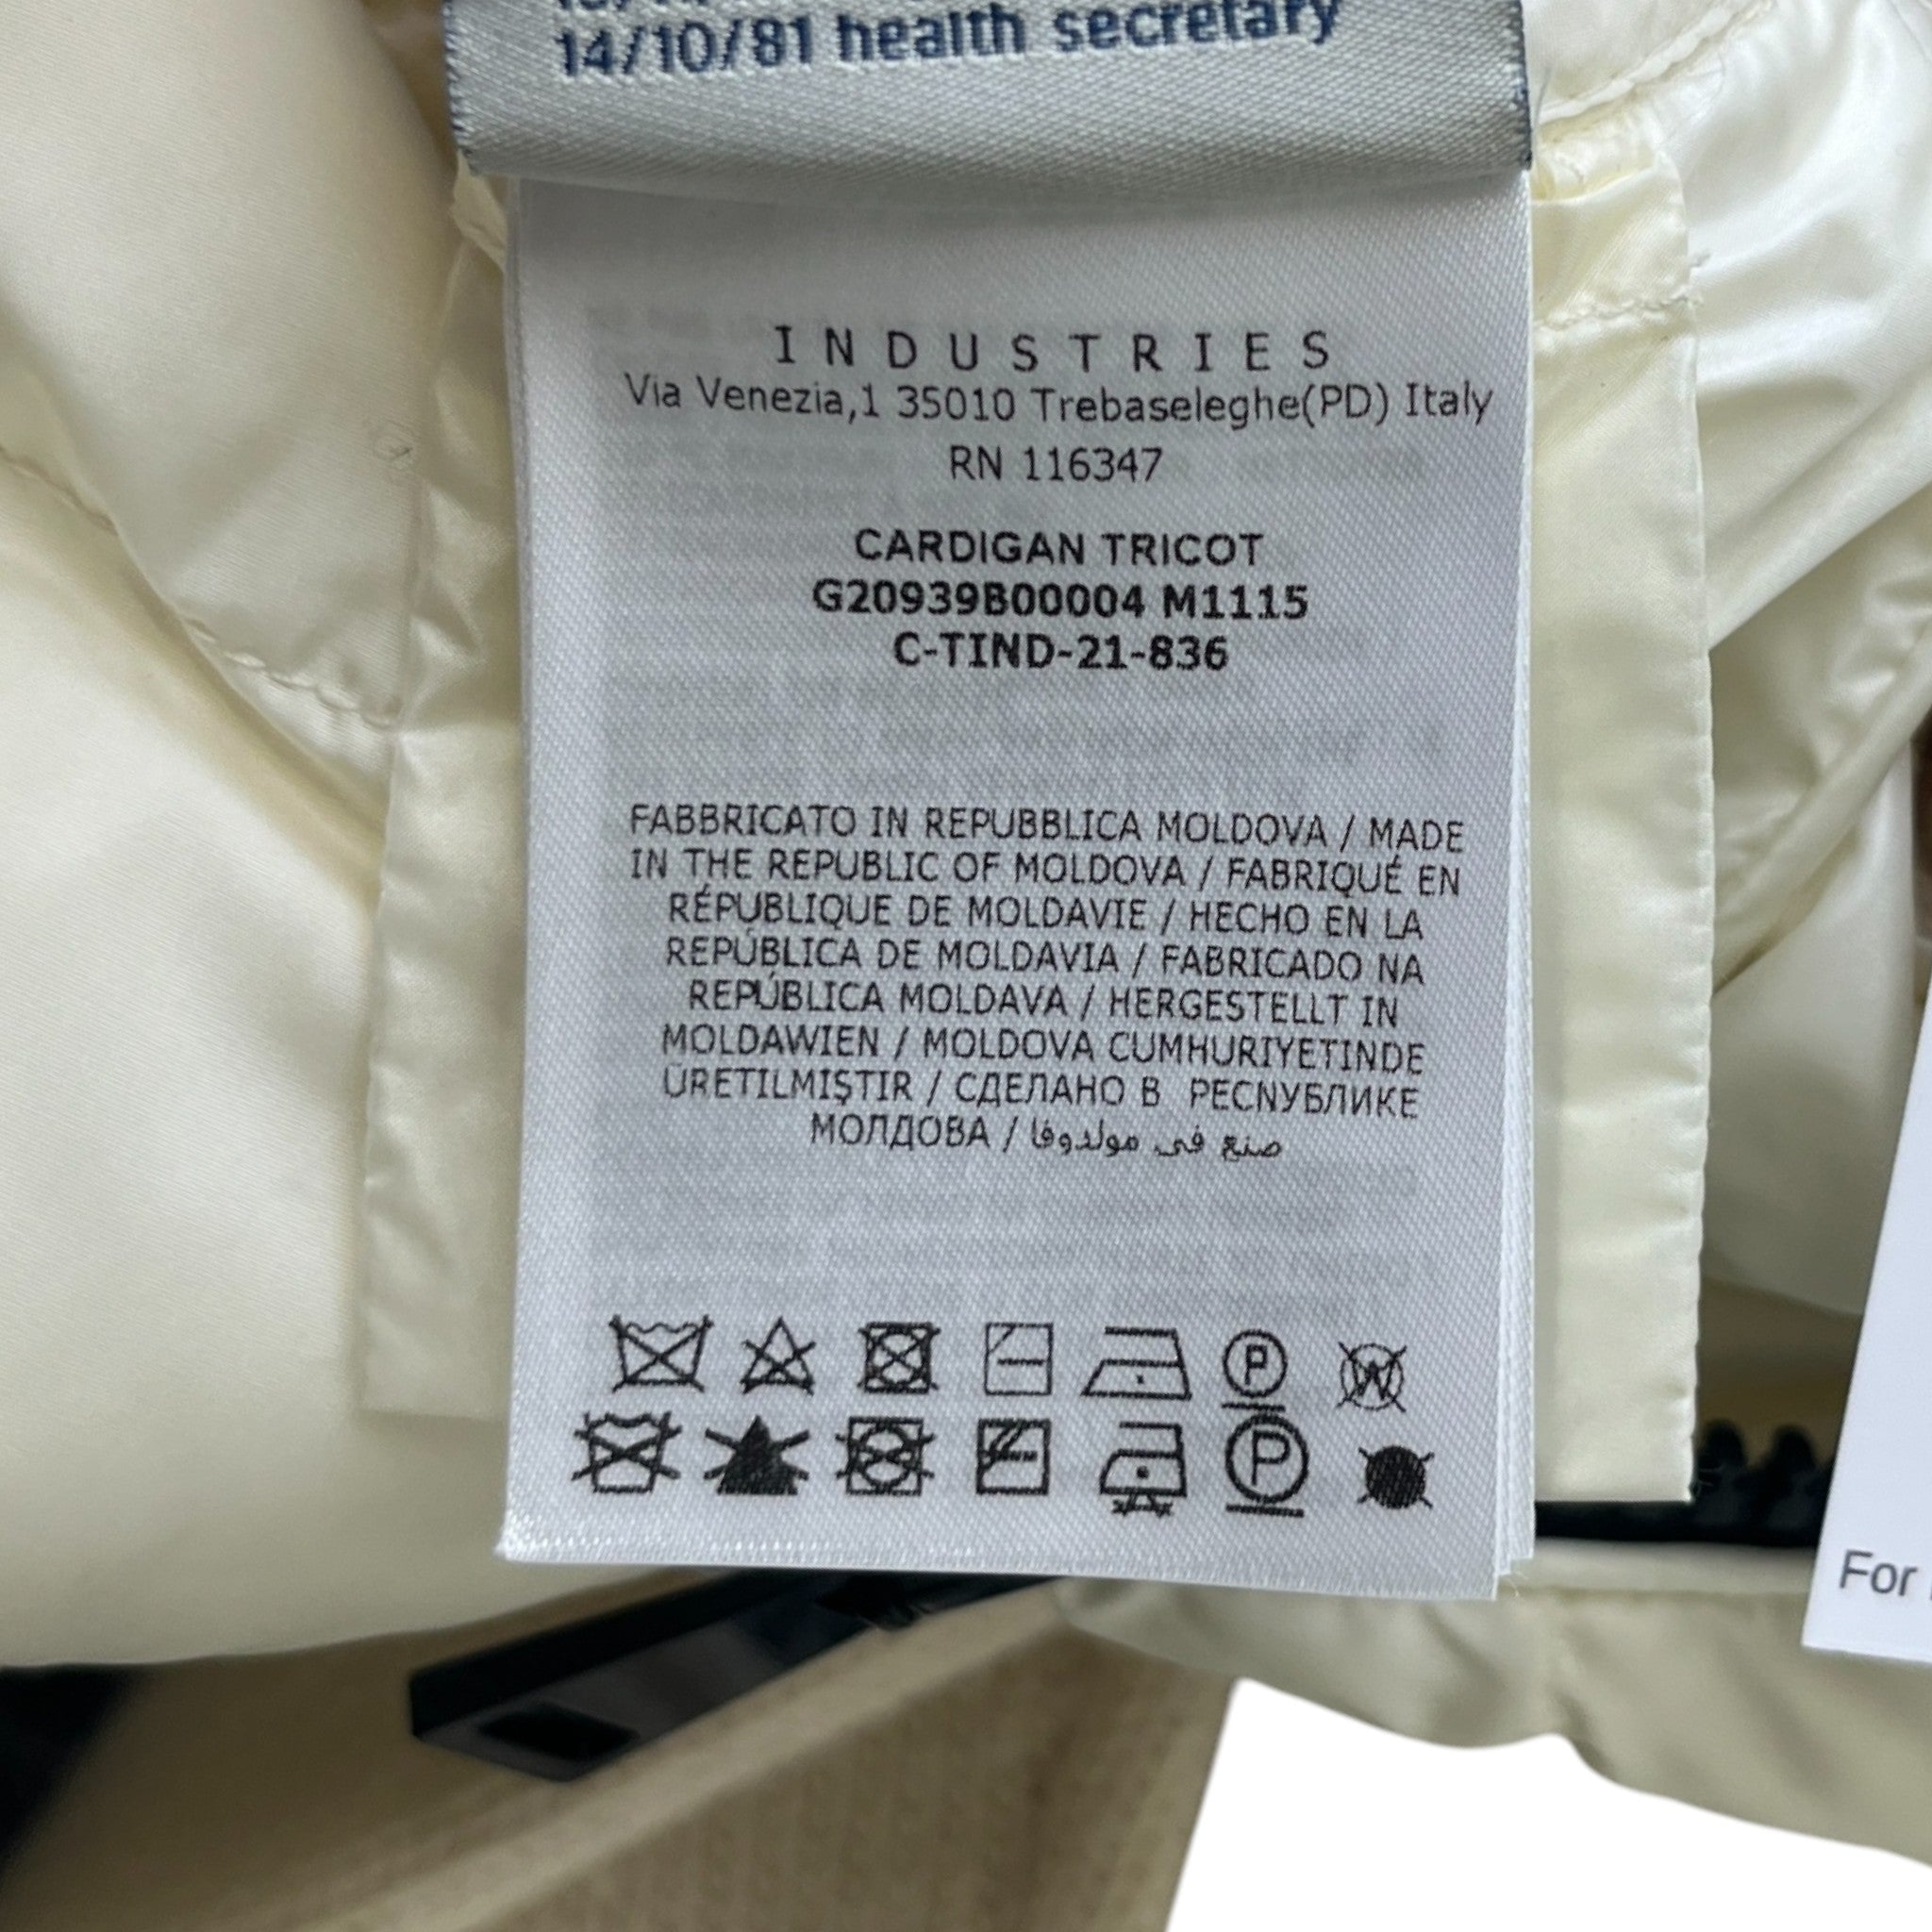 14/10/81 health secretary
INDUSTRIES
Via Venezia,1 35010 Trebaseleghe(PD) Italy
RN 116347
CARDIGAN TRICOT
G20939B00004 M1115
C-TIND-21-836
FABBRICATO IN REPUBBLICA MOLDOVA / MADE
IN THE REPUBLIC OF MOLDOVA / FABRIQUÉ EN
RÉPUBLIQUE DE MOLDAVIE / HECHO EN LA
REPÚBLICA DE MOLDAVIA / FABRICADO NA
REPÚBLICA MOLDAVA / HERGESTELLT IN
MOLDAWIEN / MOLDOVA CUMHURIYETINDE
ÜRETILMIŞTIR / СДЕЛАНО В РЕСПУБЛИКЕ
МОЛДОВА / صنع في مولدوفا
P W
P
For